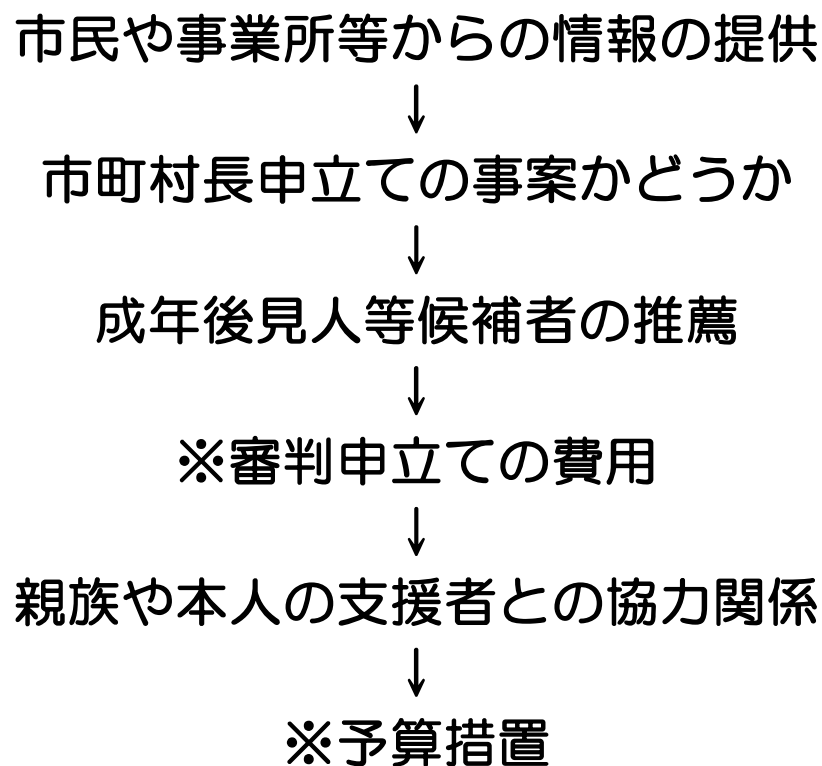 市民や事業所等からの情報の提供
↓
市町村長申立ての事案かどうか
↓
成年後見人等候補者の推薦
↓
※審判申立ての費用
↓
親族や本人の支援者との協力関係
↓
※予算措置